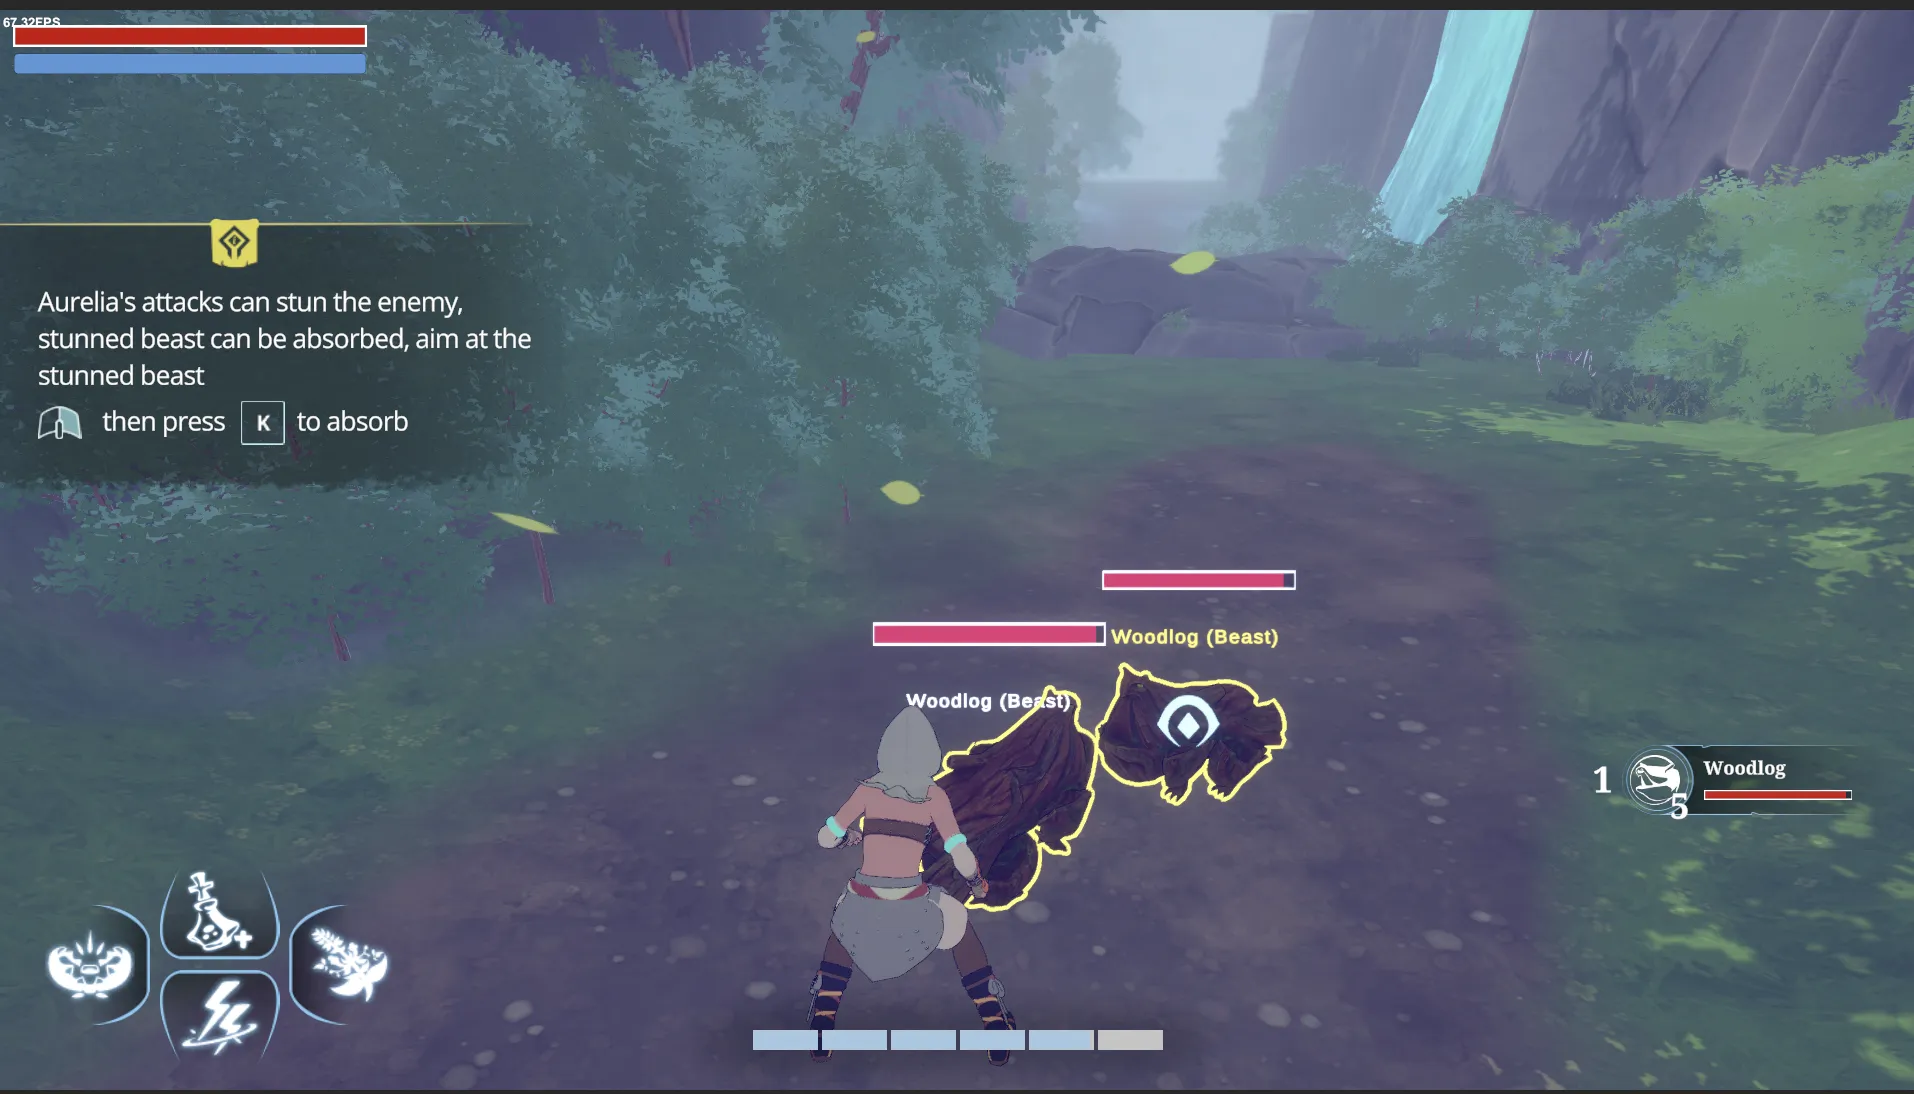 67.32FPS
Aurelia's attacks can stun the enemy,
stunned beast can be absorbed, aim at the
stunned beast
then press K to absorb
Woodlog (Beast)
Woodlog (Beast)
1 Woodlog
5